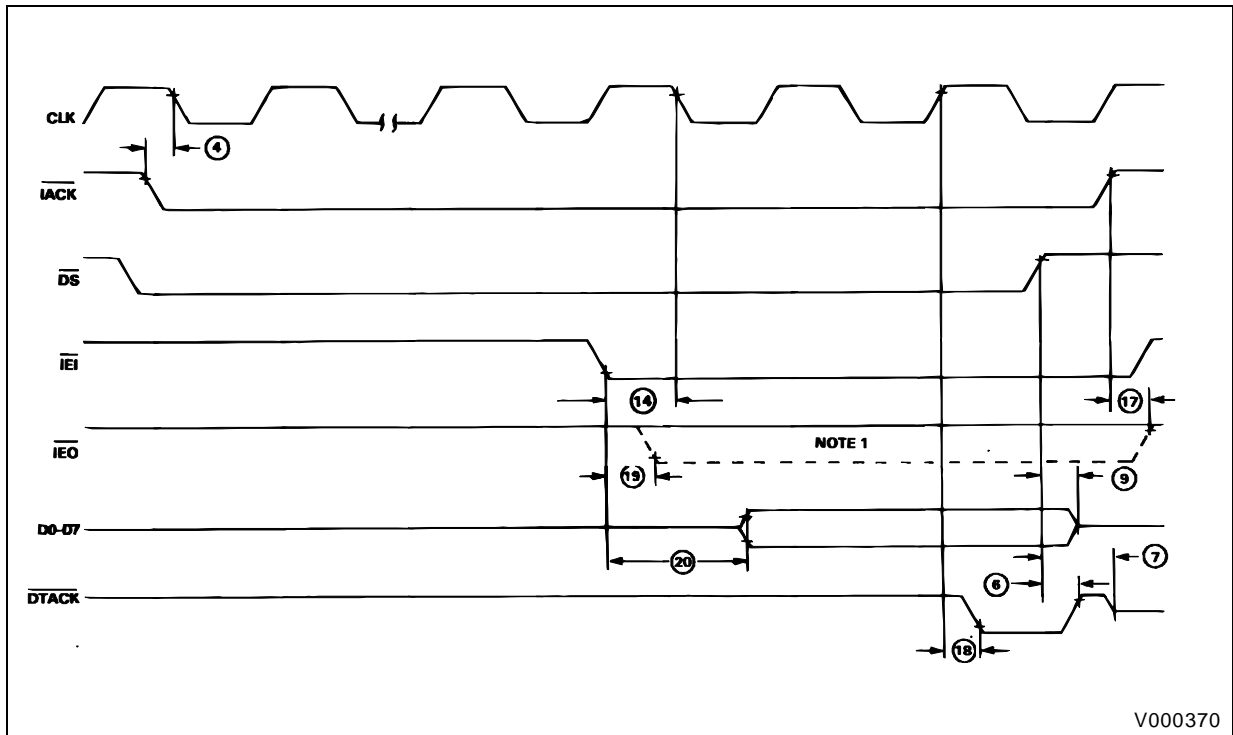 CLK
4
IACK
DS
IEI
14
17
IEO
NOTE 1
19
9
D0-D7
20
7
6
DTACK
18
V000370